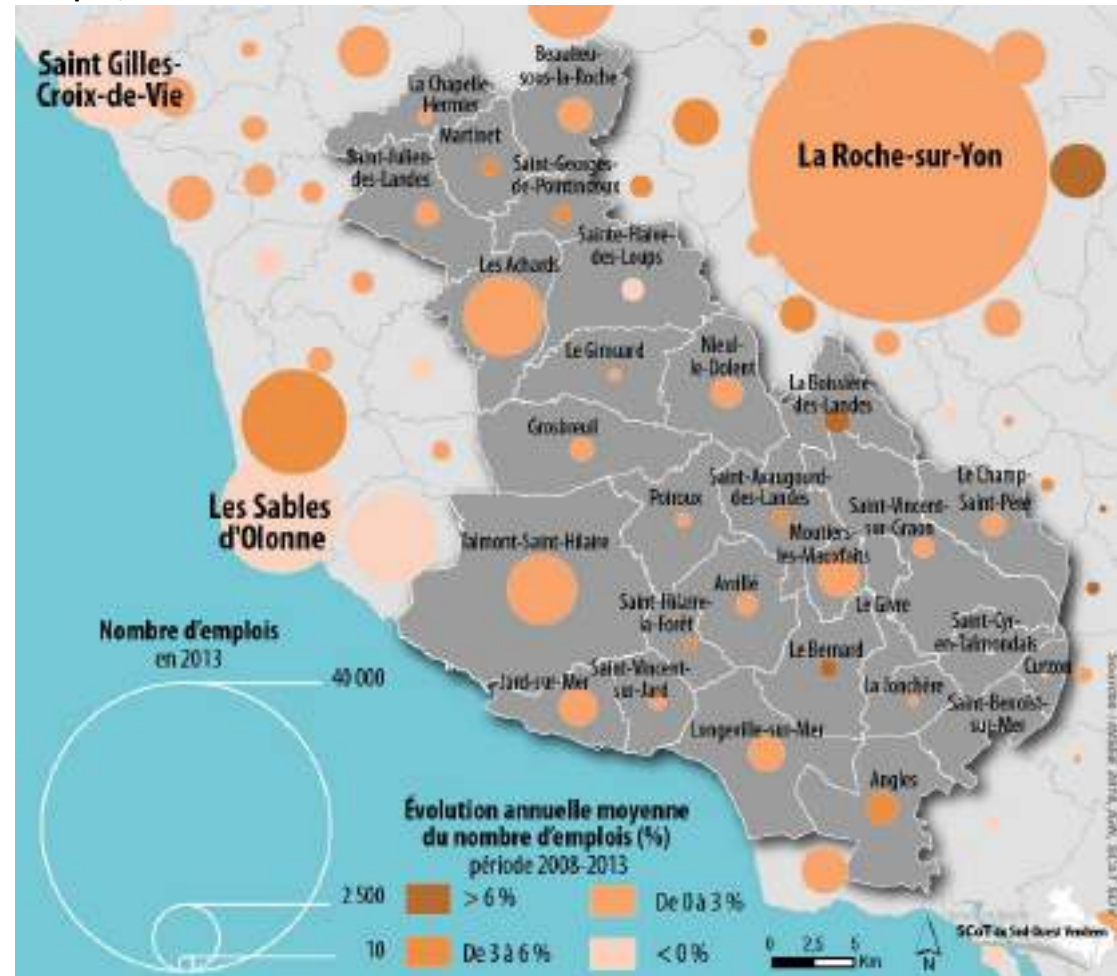 Saint Gilles-
Croix-de-Vie
La Chapelle-
Hermier
Beaulieu-
sous-la-Roche
Martinet
Saint-Julien-
des-Landes
Saint-Georges-
de-Pointindoux
La Roche-sur-Yon
Les Achards
Sainte-Flaive-
des-Loups
Le Girouard
Nieul-
le-Dolent
La Boissière-
des-Landes
Grosbreuil
Les Sables
d'Olonne
Poiroux
Saint-Avaugourd-
des-Landes
Saint-Vincent-
sur-Graon
Le Champ-
Saint-Père
Talmont-Saint-Hilaire
Moutiers-
les-Mauxfaits
Avrillé
Saint-Hilaire-
la-Forêt
Le Givre
Saint-Cyr-
en-Talmondais
Le Bernard
Curzon
Jard-sur-Mer
Saint-Vincent-
sur-Jard
La Jonchère
Saint-Benoist-
sur-Mer
Longeville-sur-Mer
Angles
Nombre d'emplois
en 2013
40 000
2 500
10
Évolution annuelle moyenne
du nombre d'emplois (%)
période 2008-2013
> 6 %
De 0 à 3 %
De 3 à 6 %
< 0 %
0 2,5 5
Km
N
SCoT du Sud-Ouest Vendéen